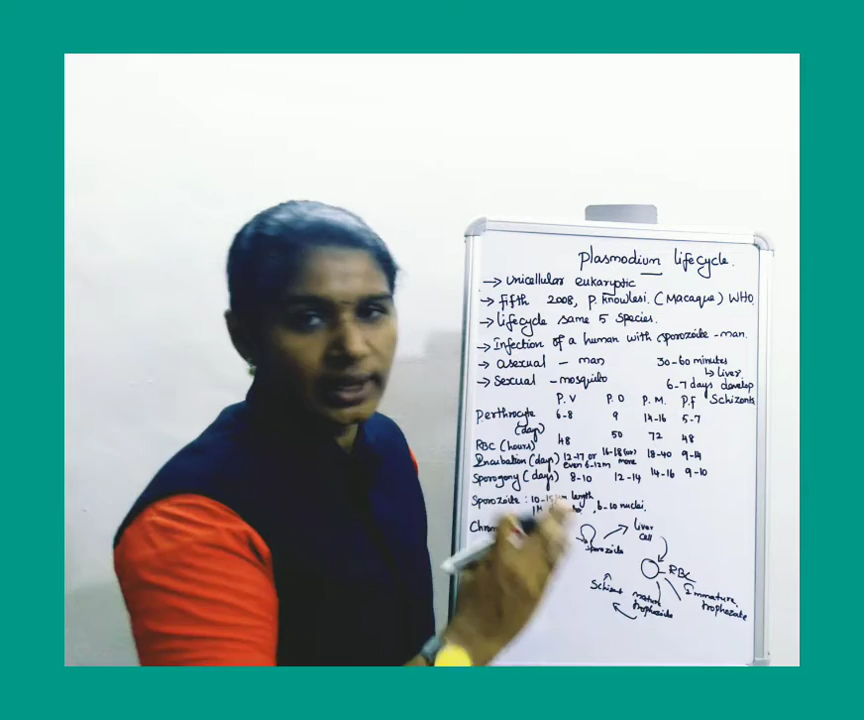 Plasmodium lifecycle.
→ Unicellular eukaryotic
→ fifth 2008, P. Knowlesi. (Macaque) WHO.
→ lifecycle same 5 species.
→ Infection of a human with sporozoite - man.
→ asexual - man 30-60 minutes
↳ liver
→ Sexual - mosquito 6-7 days develop
P.V P.O P.M. P.f Schizonts
Perthrocyte 6-8 9 14-16 5-7
(days)
RBC (hours) 48 50 72 48
Incubation (days) 12-17 or even 6-12m 16-18 (or) more 18-40 9-14
Sporogony (days) 8-10 12-14 14-16 9-10
Sporozoite : length
, 6-10 nuclei.
Sporozoite
liver cell
RBC
Immature trophozate
mature trophozoite
Schizont